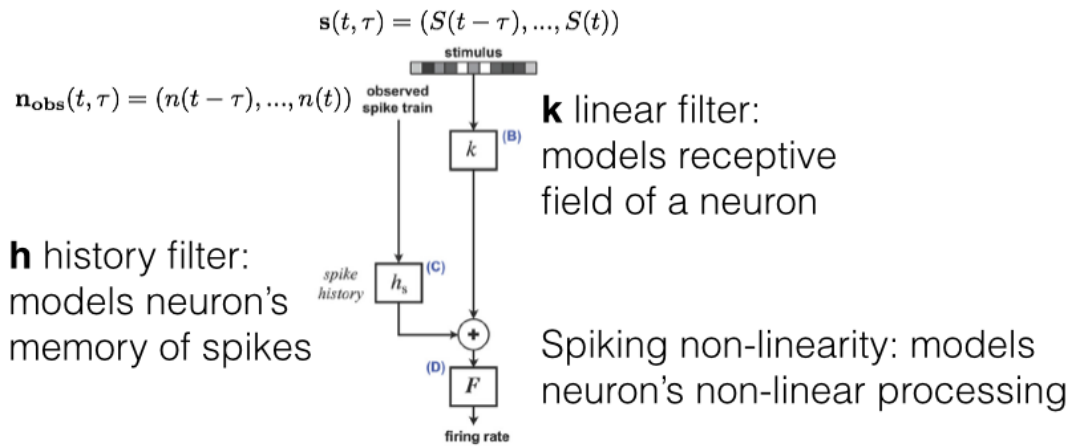 s(t, τ) = (S(t − τ), ..., S(t))
stimulus
n_obs(t, τ) = (n(t − τ), ..., n(t))
observed
spike train
k
(B)
k linear filter:
models receptive
field of a neuron
h history filter:
models neuron's
memory of spikes
spike
history
h_s
(C)
+
(D)
F
Spiking non-linearity: models
neuron's non-linear processing
firing rate